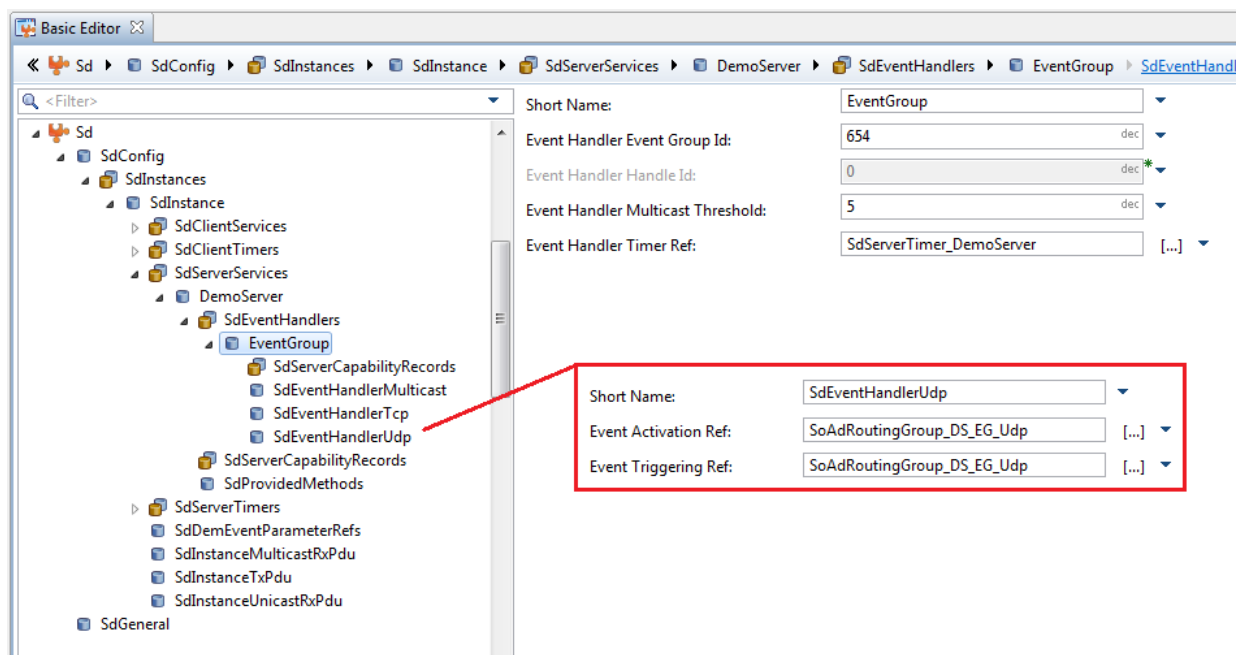 Basic Editor
Sd SdConfig SdInstances SdInstance SdServerServices DemoServer SdEventHandlers EventGroup SdEventHandl
<Filter>
Sd
SdConfig
SdInstances
SdInstance
SdClientServices
SdClientTimers
SdServerServices
DemoServer
SdEventHandlers
EventGroup
SdServerCapabilityRecords
SdEventHandlerMulticast
SdEventHandlerTcp
SdEventHandlerUdp
SdServerCapabilityRecords
SdProvidedMethods
SdServerTimers
SdDemEventParameterRefs
SdInstanceMulticastRxPdu
SdInstanceTxPdu
SdInstanceUnicastRxPdu
SdGeneral
Short Name: EventGroup
Event Handler Event Group Id: 654 dec
Event Handler Handle Id: 0 dec *
Event Handler Multicast Threshold: 5 dec
Event Handler Timer Ref: SdServerTimer_DemoServer [...]
Short Name: SdEventHandlerUdp
Event Activation Ref: SoAdRoutingGroup_DS_EG_Udp [...]
Event Triggering Ref: SoAdRoutingGroup_DS_EG_Udp [...]